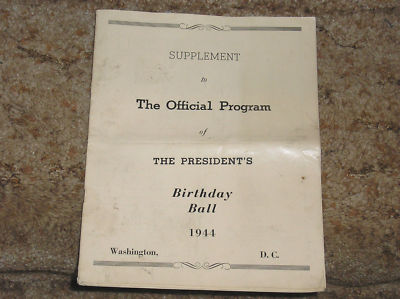 SUPPLEMENT
to
The Official Program
of
THE PRESIDENT'S
Birthday
Ball
1944
Washington, D. C.